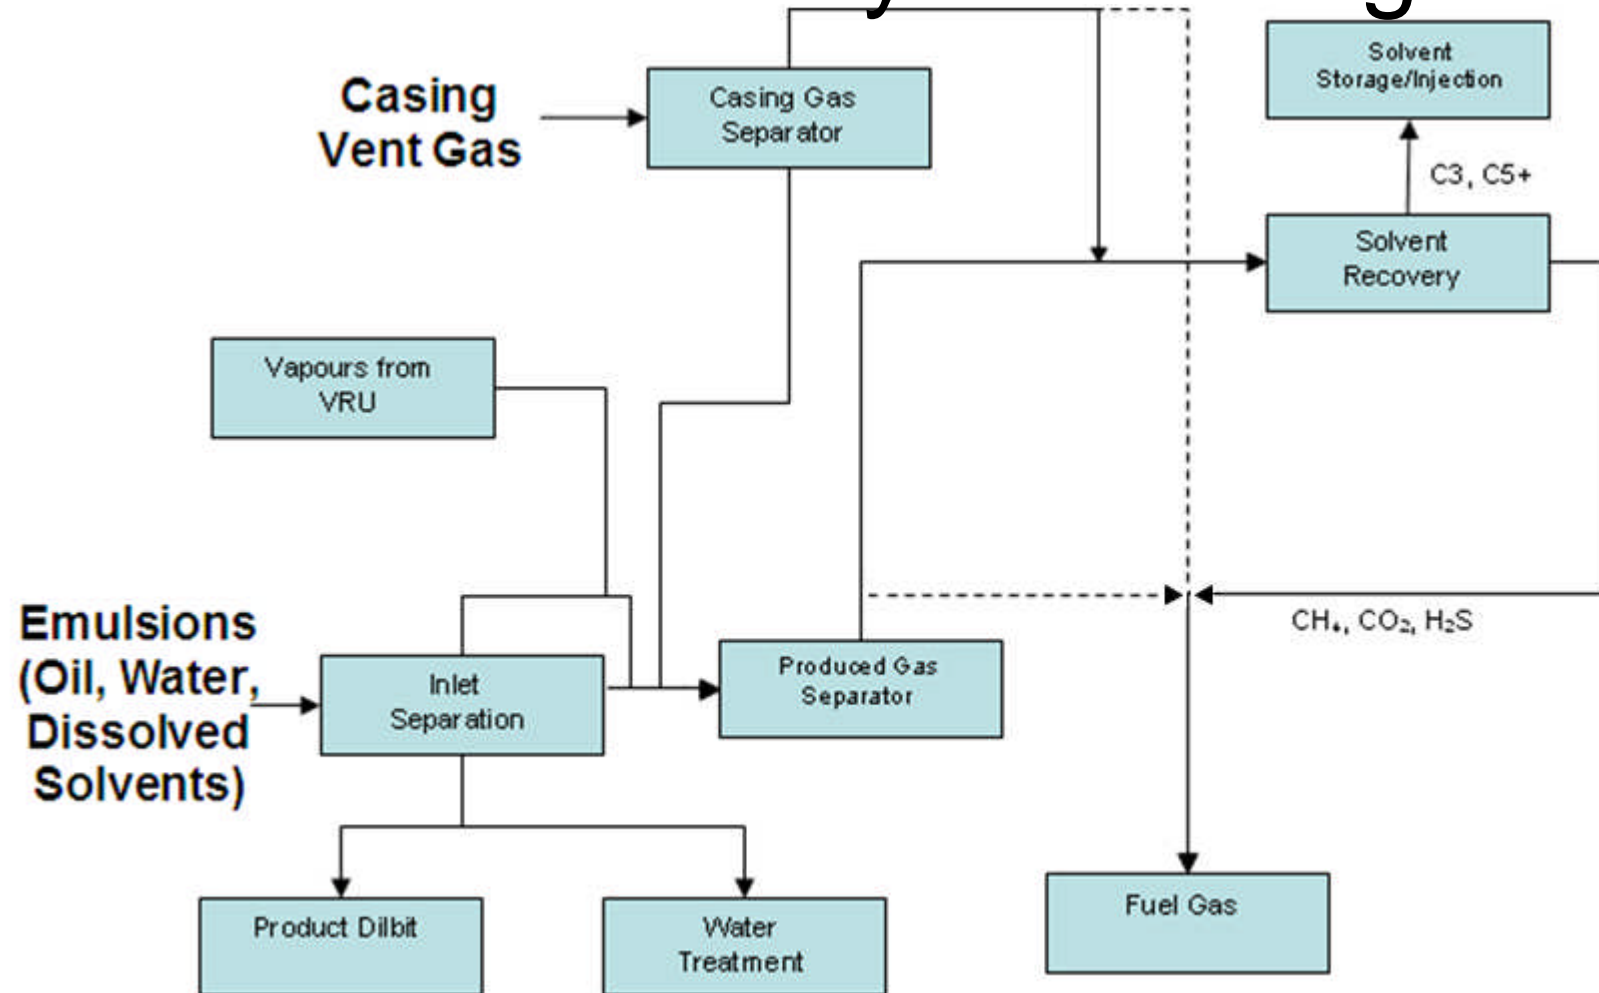 Casing
Vent Gas
Casing Gas
Separator
Solvent
Storage/Injection
C3, C5+
Solvent
Recovery
Vapours from
VRU
Emulsions
(Oil, Water,
Dissolved
Solvents)
Inlet
Separation
Produced Gas
Separator
CH₄, CO₂, H₂S
Product Dilbit
Water
Treatment
Fuel Gas